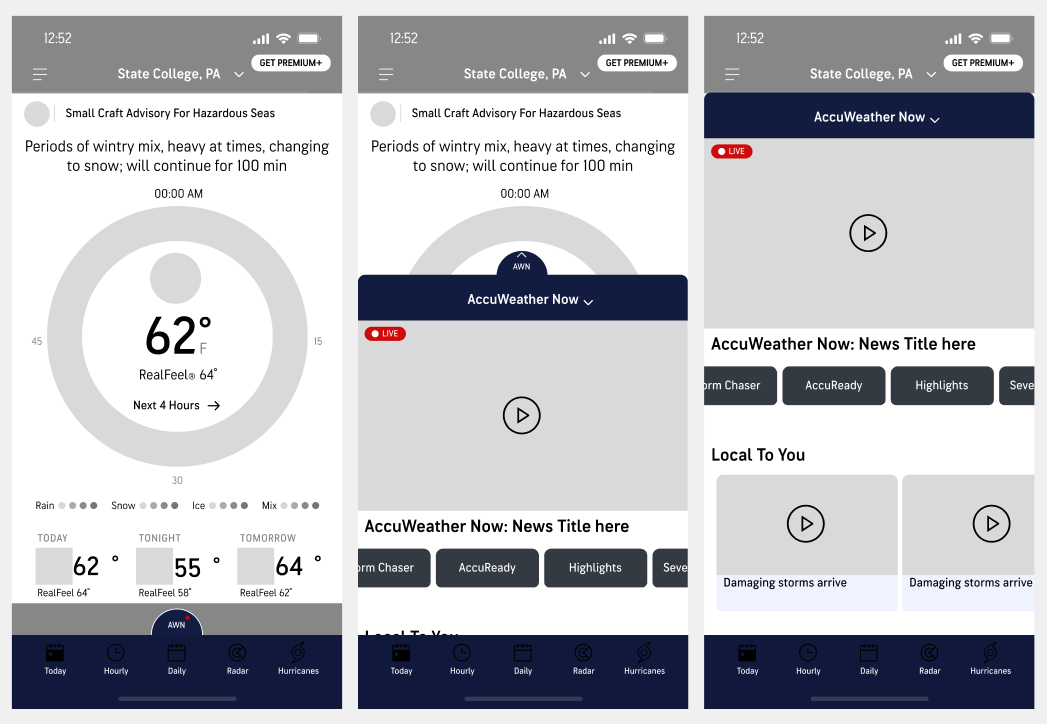 12:52
GET PREMIUM+
State College, PA
Small Craft Advisory For Hazardous Seas
Periods of wintry mix, heavy at times, changing
to snow; will continue for 100 min
00:00 AM
45
15
62°
F
RealFeel® 64°
Next 4 Hours →
30
Rain
Snow
Ice
Mix
TODAY
TONIGHT
TOMORROW
62 °
55 °
64 °
RealFeel 64°
RealFeel 58°
RealFeel 62°
AWN
Today
Hourly
Daily
Radar
Hurricanes
12:52
GET PREMIUM+
State College, PA
Small Craft Advisory For Hazardous Seas
Periods of wintry mix, heavy at times, changing
to snow; will continue for 100 min
00:00 AM
AWN
AccuWeather Now
LIVE
AccuWeather Now: News Title here
orm Chaser
AccuReady
Highlights
Seve
Local To You
Today
Hourly
Daily
Radar
Hurricanes
12:52
GET PREMIUM+
State College, PA
AccuWeather Now
LIVE
AccuWeather Now: News Title here
orm Chaser
AccuReady
Highlights
Seve
Local To You
Damaging storms arrive
Damaging storms arrive
Today
Hourly
Daily
Radar
Hurricanes